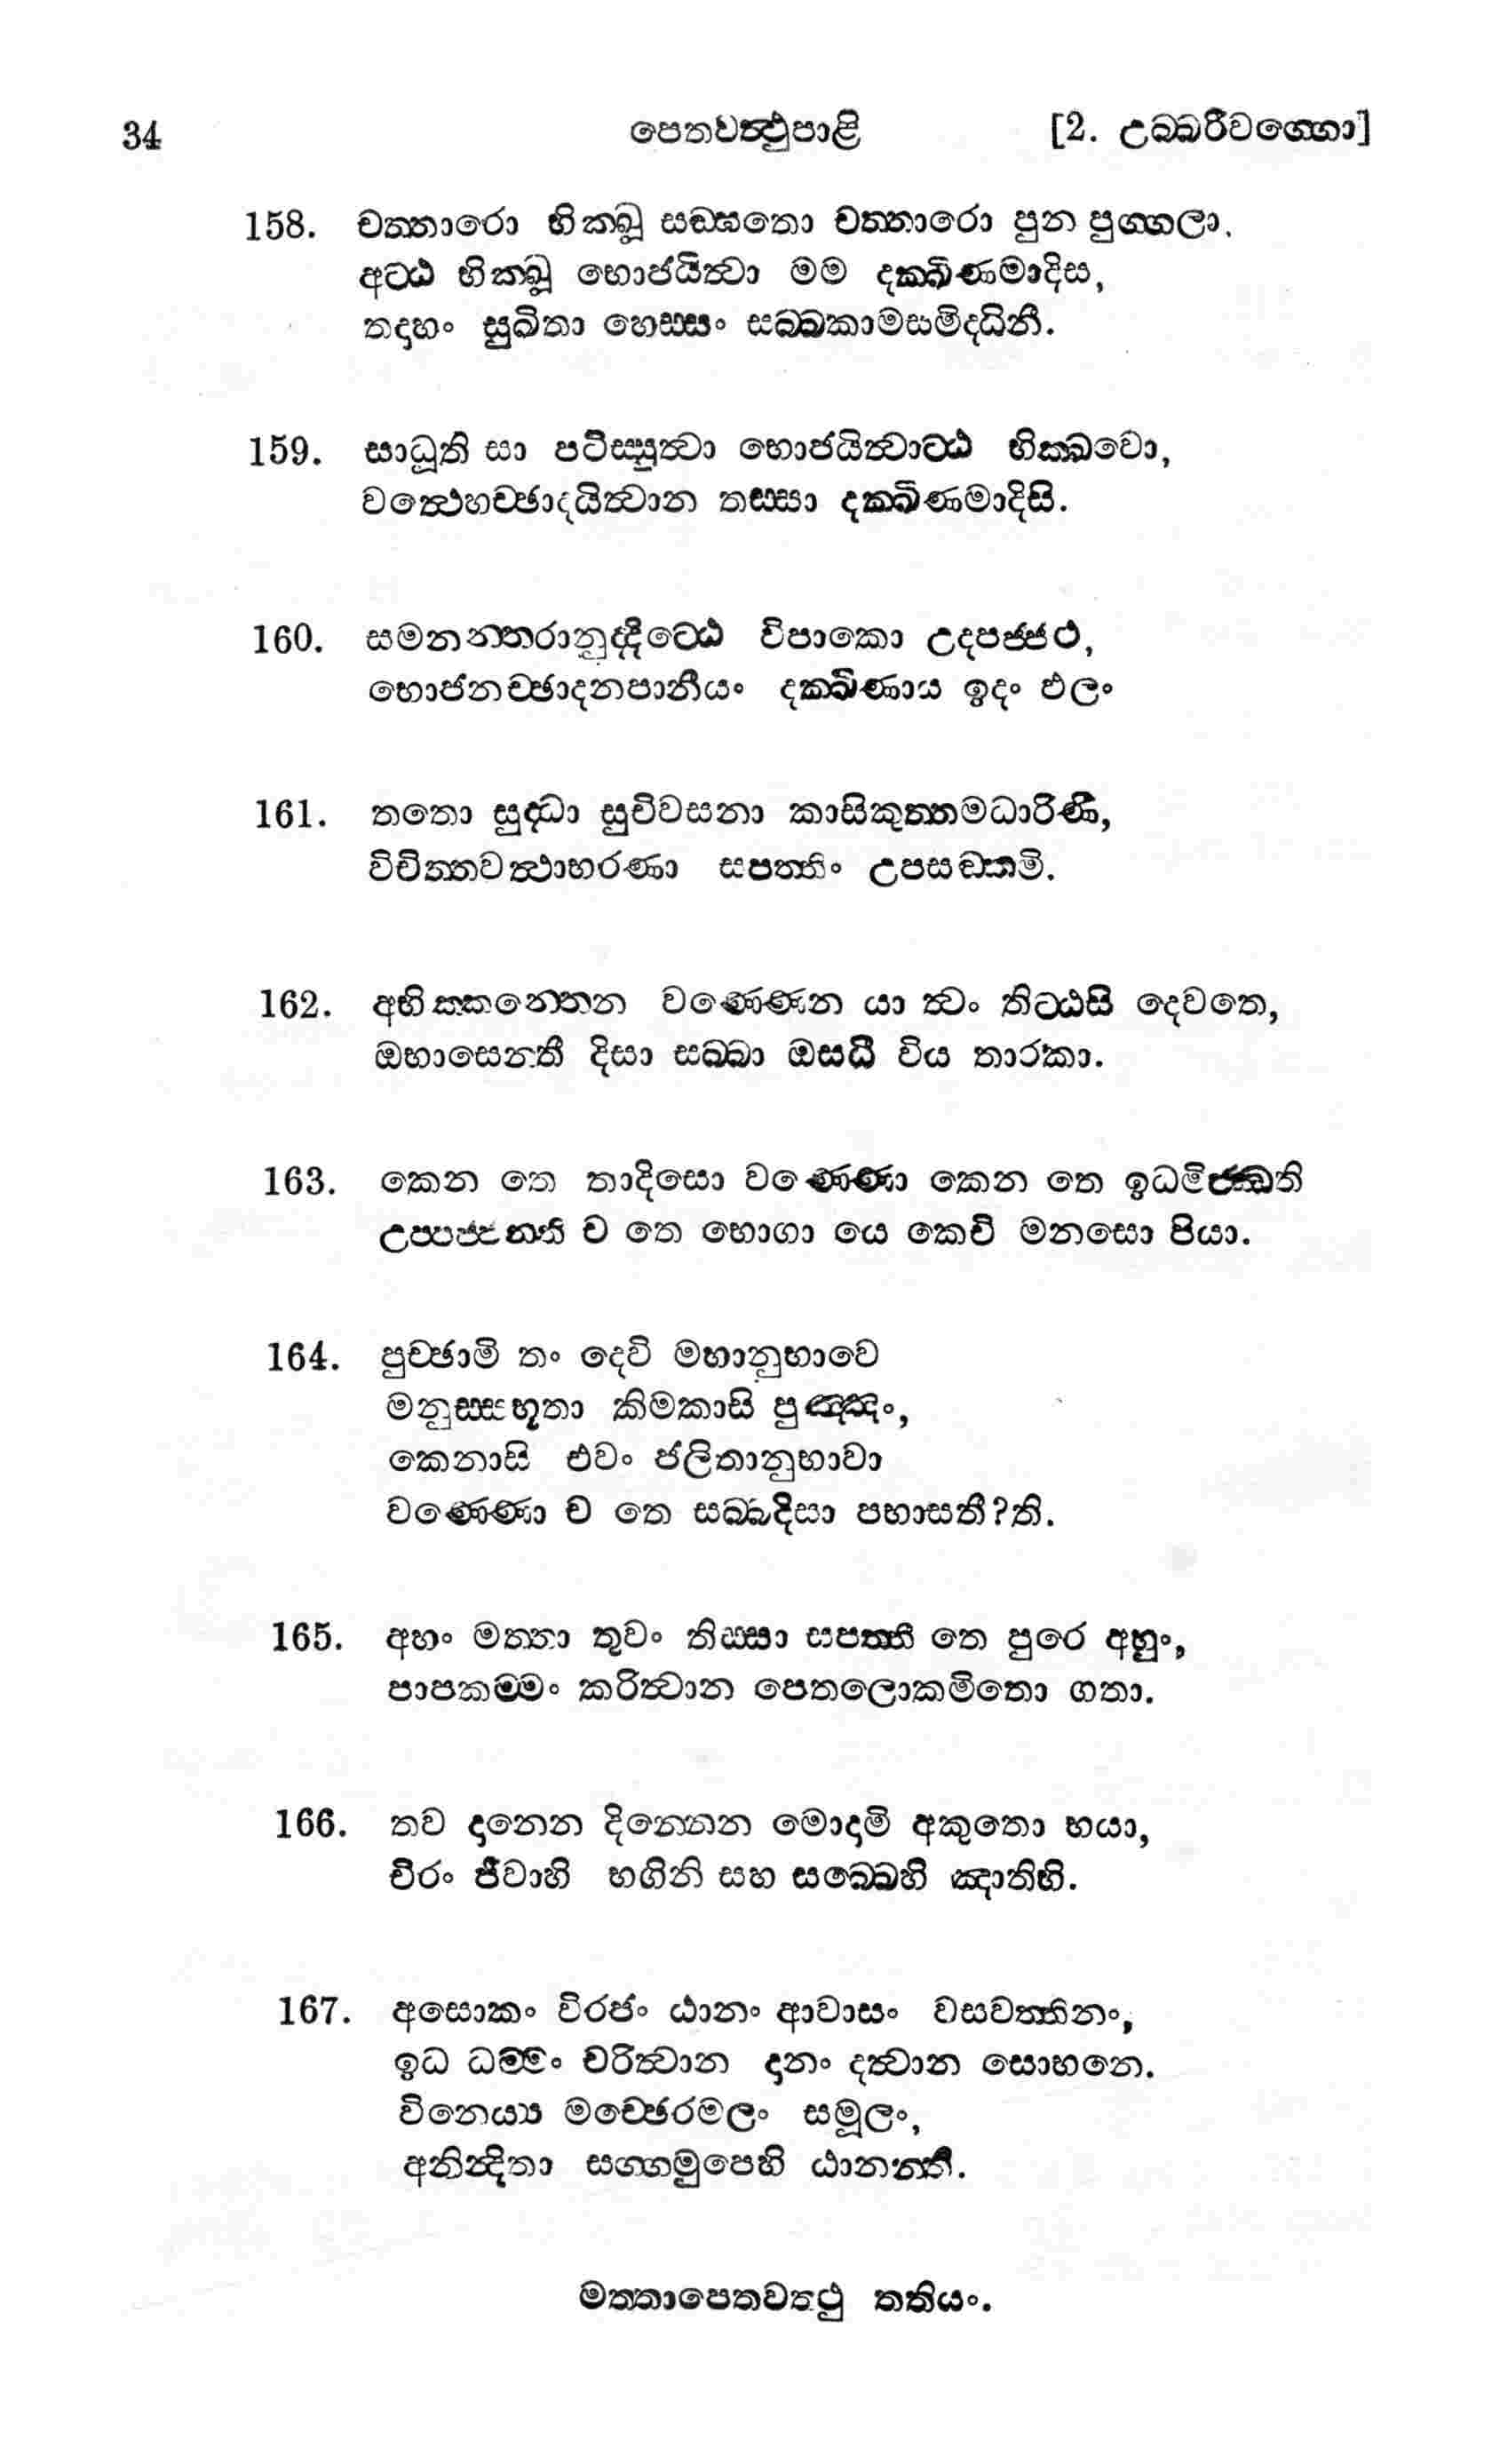 34 පෙතවත්ථුපාළි [2. උබ්බරිවග්ගො]
158. චත්තාරො භික්ඛූ සඞ්ඝතො චත්තාරො පුන පුග්ගලා,
අට්ඨ භික්ඛූ භොජයිත්වා මම දක්ඛිණමාදිස,
තදාහං සුඛිතා හෙස්සං සබ්බකාමසමිද්ධිනී.
159. සාධූති සා පටිස්සුත්වා භොජයිත්වාට්ඨ භික්ඛවො,
වත්ථෙහච්ඡාදයිත්වාන තස්සා දක්ඛිණමාදිසි.
160. සමනන්තරානුද්දිට්ඨෙ විපාකො උදපජ්ජථ,
භොජනච්ඡාදනපානීයං දක්ඛිණාය ඉදං ඵලං
161. තතො සුද්ධා සුචිවසනා කාසිකුත්තමධාරිණී,
විචිත්තවත්ථාභරණා සපත්තිං උපසඞ්කමි.
162. අභික්කන්තෙන වණ්ණෙන යා ත්වං තිට්ඨසි දෙවතෙ,
ඔභාසෙන්තී දිසා සබ්බා ඔසධී විය තාරකා.
163. කෙන තෙ තාදිසො වණ්ණො කෙන තෙ ඉධමිජ්ඣති
උප්පජ්ජන්ති ච තෙ භොගා යෙ කෙචි මනසො පියා.
164. පුච්ඡාමි තං දෙවි මහානුභාවෙ
මනුස්සභූතා කිමකාසි පුඤ්ඤං,
කෙනාසි එවං ජලිතානුභාවා
වණ්ණො ච තෙ සබ්බදිසා පභාසතී?ති.
165. අහං මත්තා තුවං තිස්සා සපත්තී තෙ පුරෙ අහුං,
පාපකම්මං කරිත්වාන පෙතලොකමිතො ගතා.
166. තව දානෙන දින්නෙන මොදාමි අකුතො භයා,
චිරං ජීවාහි භගිනි සහ සබ්බෙහි ඤාතිභි.
167. අසොකං විරජං ඨානං ආවාසං වසවත්තිනං,
ඉධ ධම්මං චරිත්වාන දානං දත්වාන සොභනෙ.
විනෙය්‍ය මච්ඡෙරමලං සමූලං,
අනින්දිතා සග්ගමුපෙහි ඨානන්තී.
මත්තාපෙතවත්ථු තතියං.